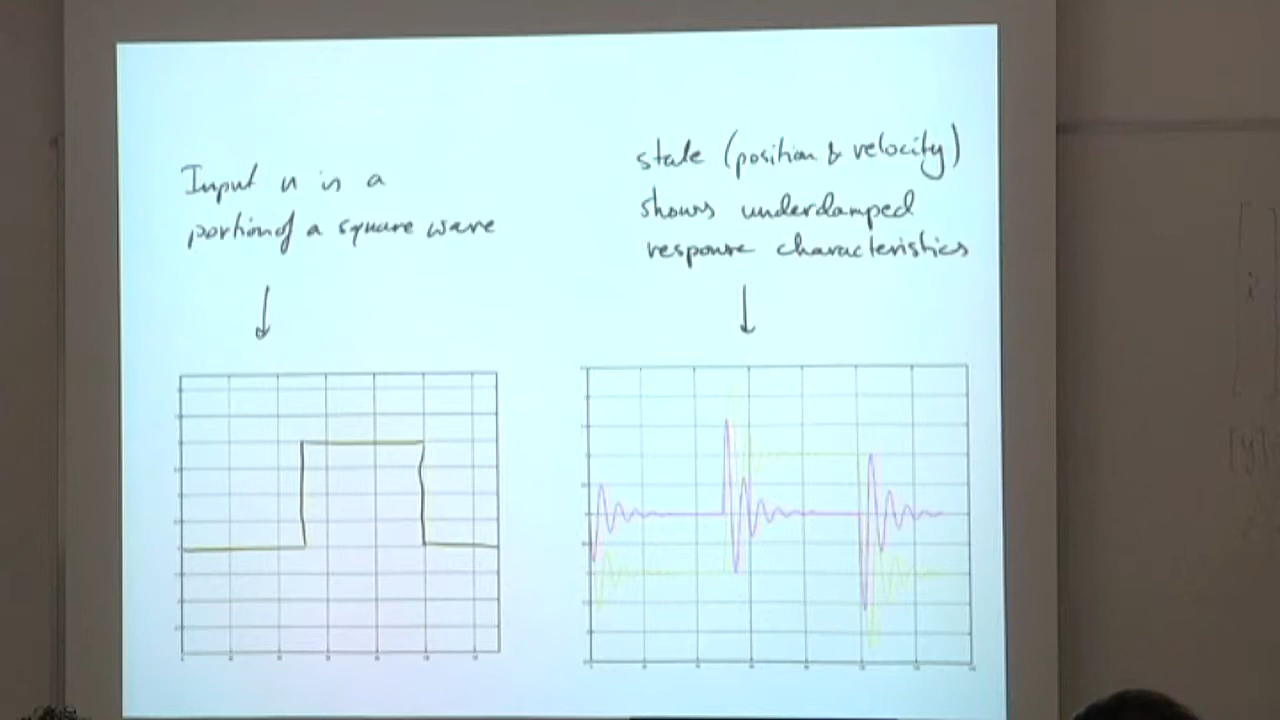 Input u is a
portion of a square wave
state (position & velocity)
shows underdamped
response characteristics